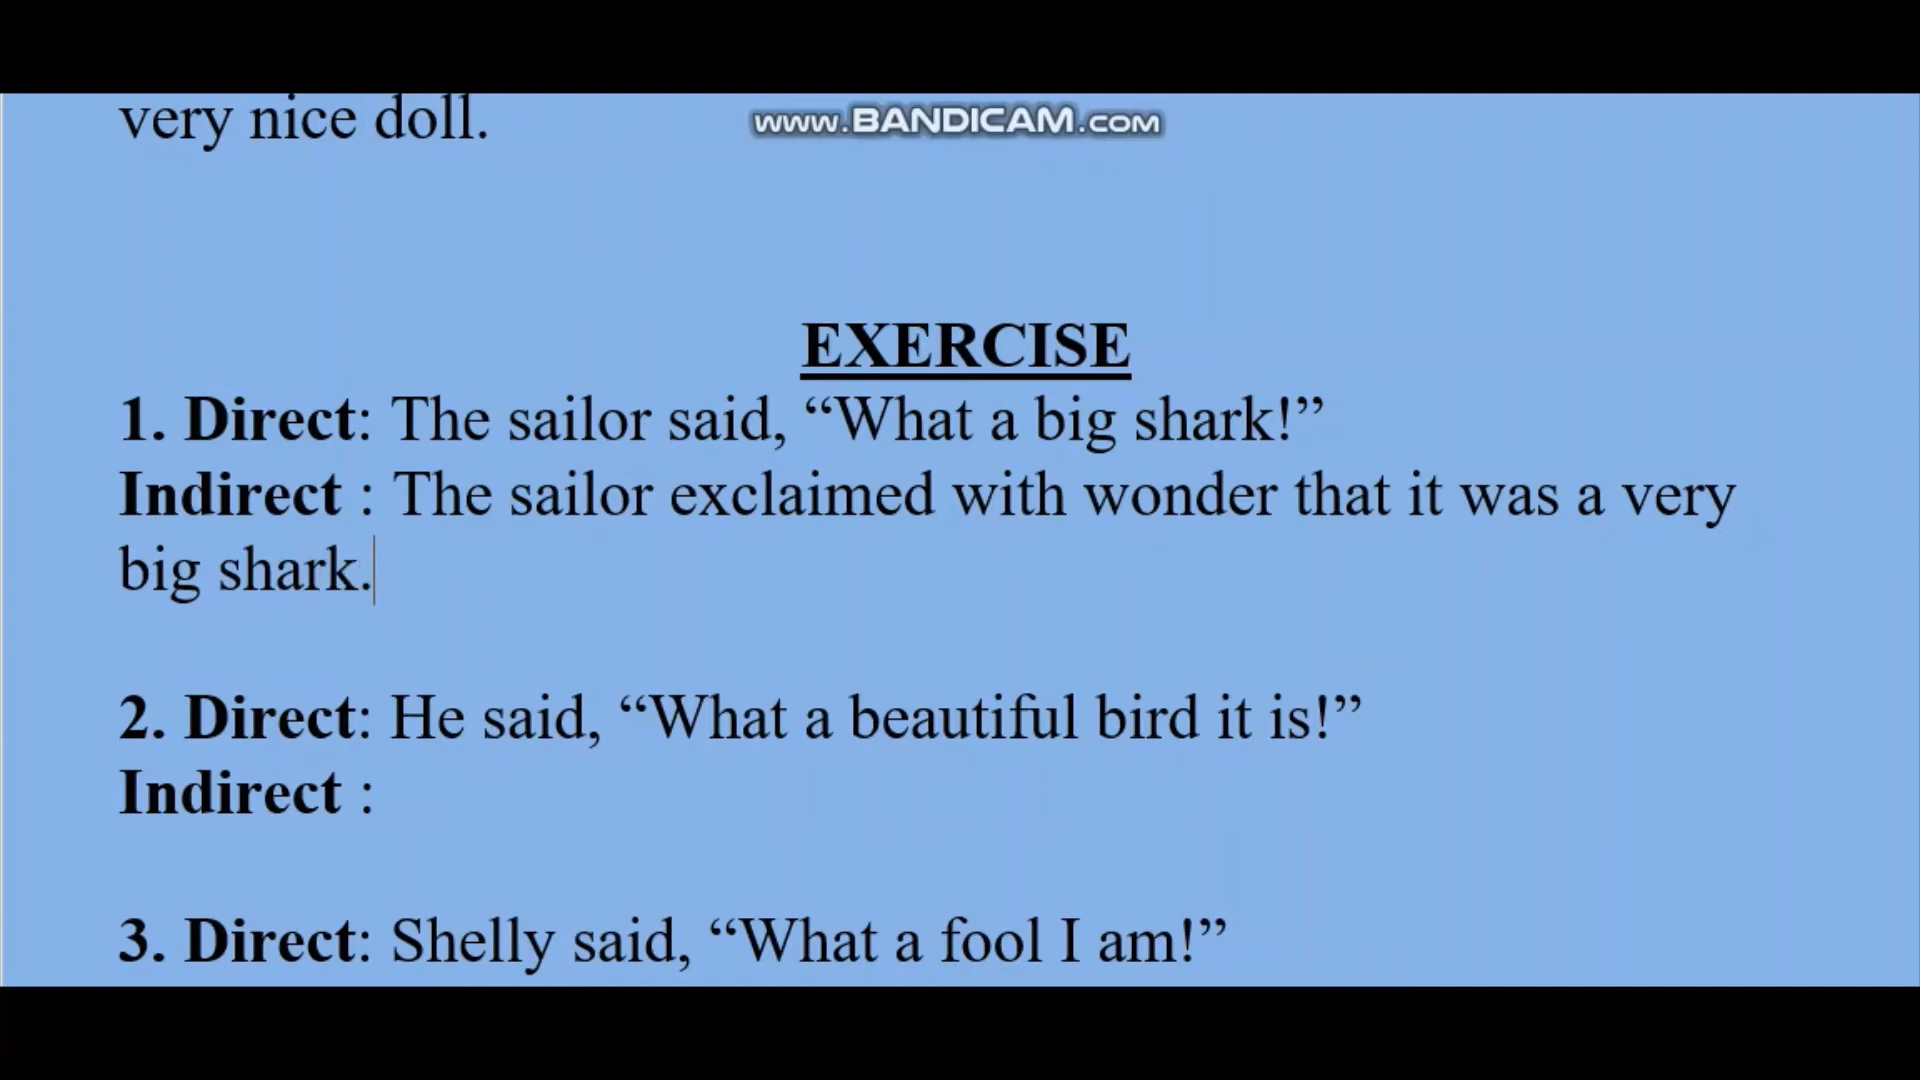 very nice doll.
www.BANDICAM.com
EXERCISE
1. Direct: The sailor said, “What a big shark!”
Indirect : The sailor exclaimed with wonder that it was a very
big shark.
2. Direct: He said, “What a beautiful bird it is!”
Indirect :
3. Direct: Shelly said, “What a fool I am!”